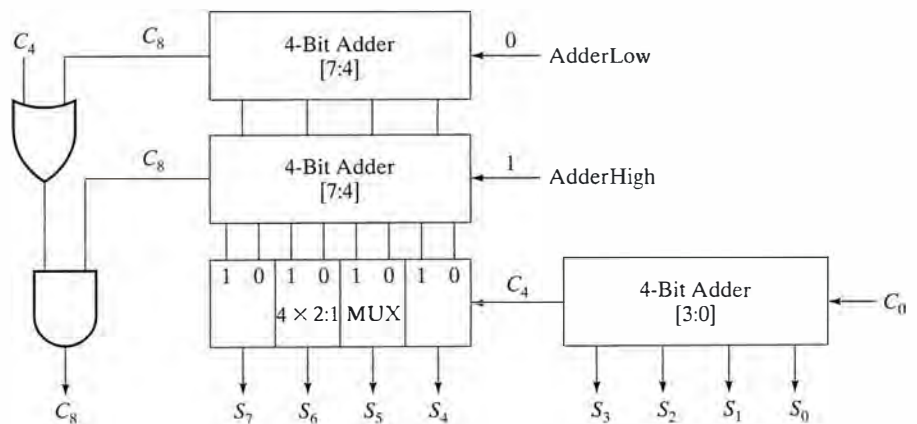 C₄
C₈
4-Bit Adder
[7:4]
0
AdderLow
C₈
4-Bit Adder
[7:4]
1
AdderHigh
1 0 1 0 1 0 1 0
4 × 2:1 MUX
C₄
4-Bit Adder
[3:0]
C₀
C₈
S₇ S₆ S₅ S₄
S₃ S₂ S₁ S₀